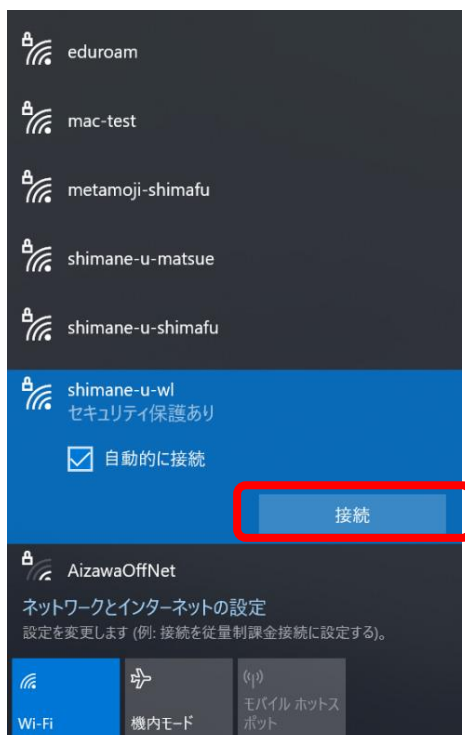 eduroam
mac-test
metamoji-shimafu
shimane-u-matsue
shimane-u-shimafu
shimane-u-wl
セキュリティ保護あり
自動的に接続
接続
AizawaOffNet
ネットワークとインターネットの設定
設定を変更します (例: 接続を従量制課金接続に設定する)。
Wi-Fi
機内モード
モバイル ホットス
ポット